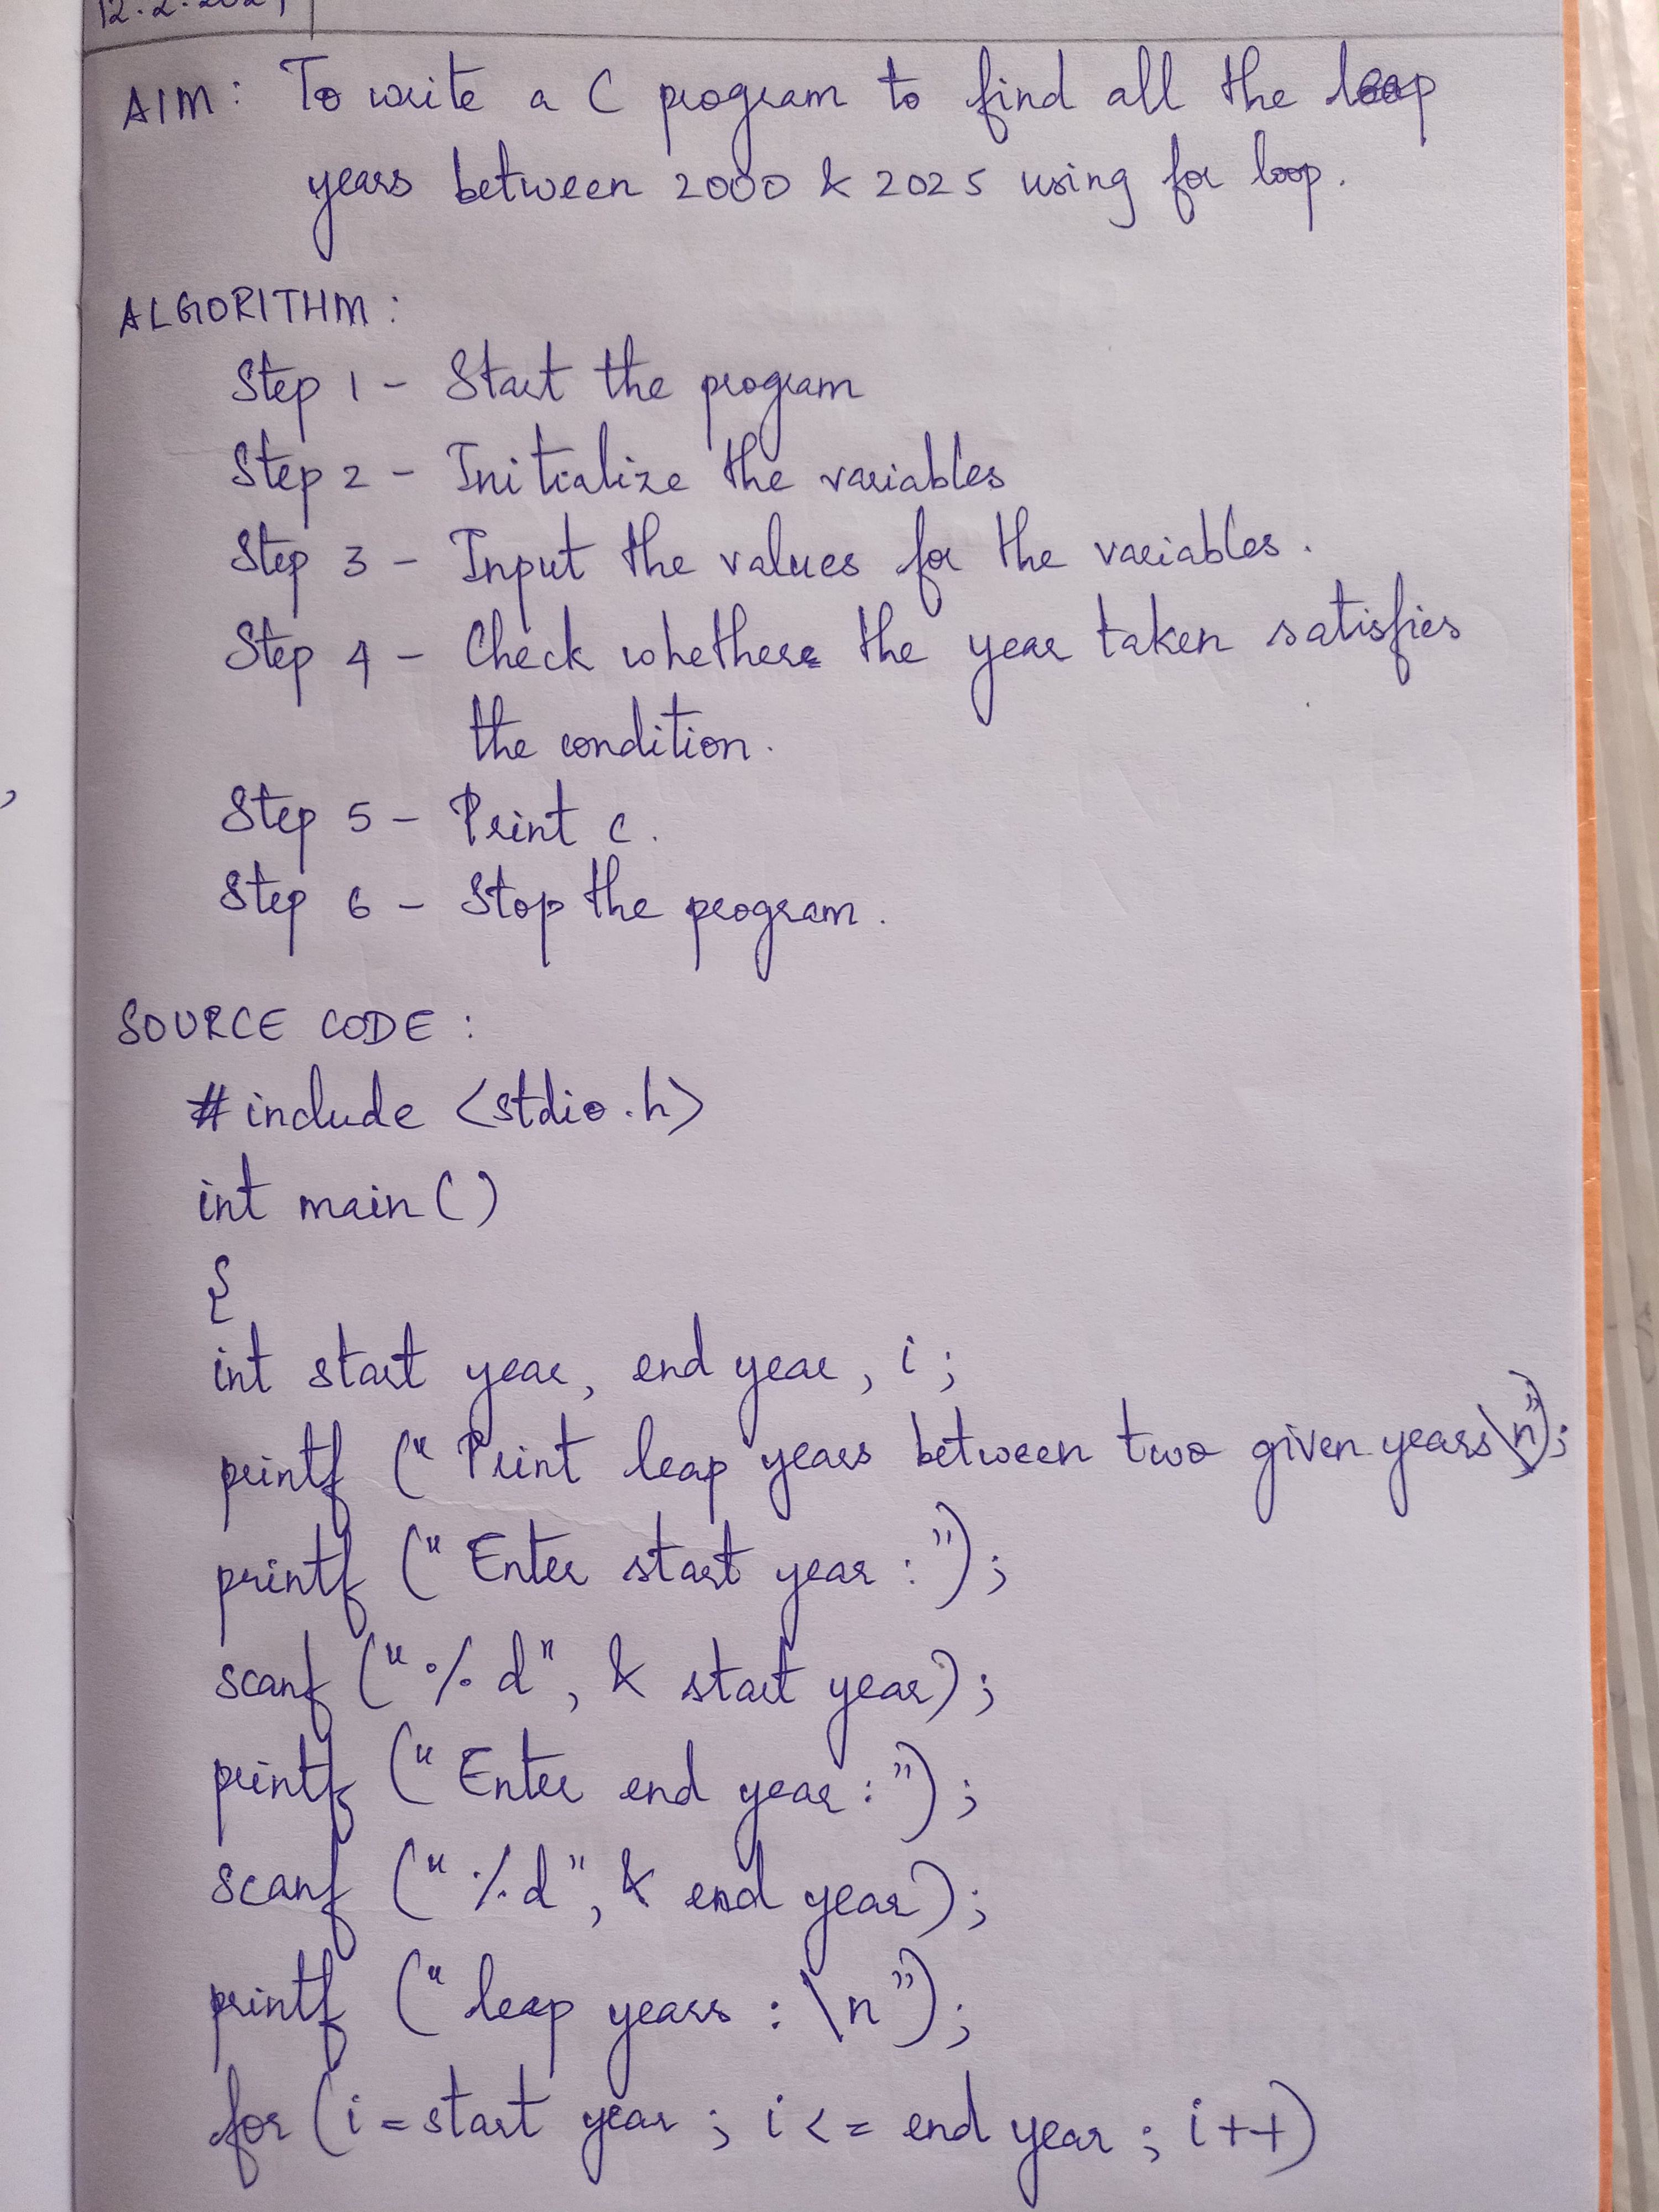 AIM: To write a C program to find all the leap
years between 2000 & 2025 using for loop.
ALGORITHM:
Step 1 - Start the program
Step 2 - Initialize the variables
Step 3 - Input the values for the variables.
Step 4 - Check whether the year taken satisfies
the condition.
Step 5 - Print c.
Step 6 - Stop the program.
SOURCE CODE:
#include <stdio.h>
int main ()
{
int start year, end year, i;
printf ("Print leap years between two given years\n");
printf ("Enter start year:");
scanf ("%d", & start year);
printf ("Enter end year:");
scanf ("%d", & end year);
printf ("leap years:\n");
for (i=start year; i<= end year; i++)